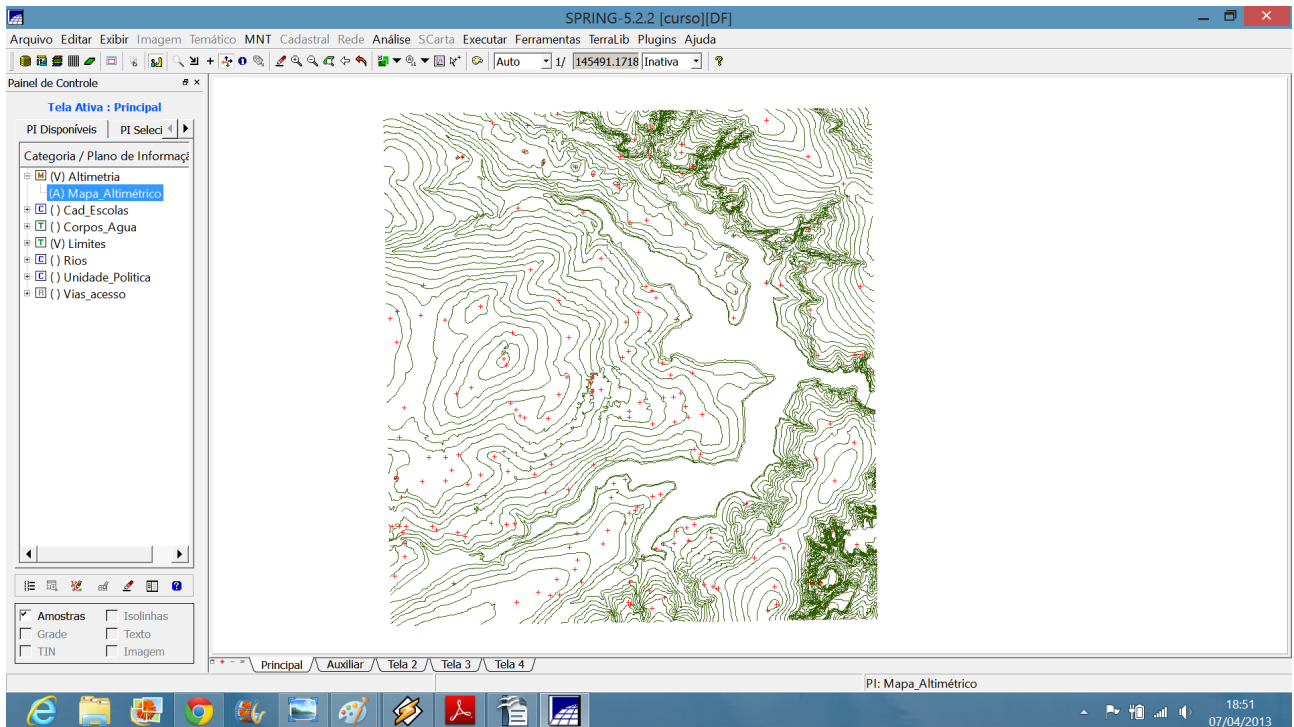 SPRING-5.2.2 [curso][DF]
Arquivo Editar Exibir Imagem Temático MNT Cadastral Rede Análise SCarta Executar Ferramentas TerraLib Plugins Ajuda
Auto 1/ 145491.1718 Inativa
Painel de Controle
Tela Ativa : Principal
PI Disponíveis PI Seleci
Categoria / Plano de Informaçã
M (V) Altimetria
(A) Mapa_Altimétrico
C ( ) Cad_Escolas
T ( ) Corpos_Agua
T (V) Limites
C ( ) Rios
C ( ) Unidade_Politica
R ( ) Vias_acesso
Amostras Isolinhas
Grade Texto
TIN Imagem
Principal Auxiliar Tela 2 Tela 3 Tela 4
PI: Mapa_Altimétrico
18:51
07/04/2013